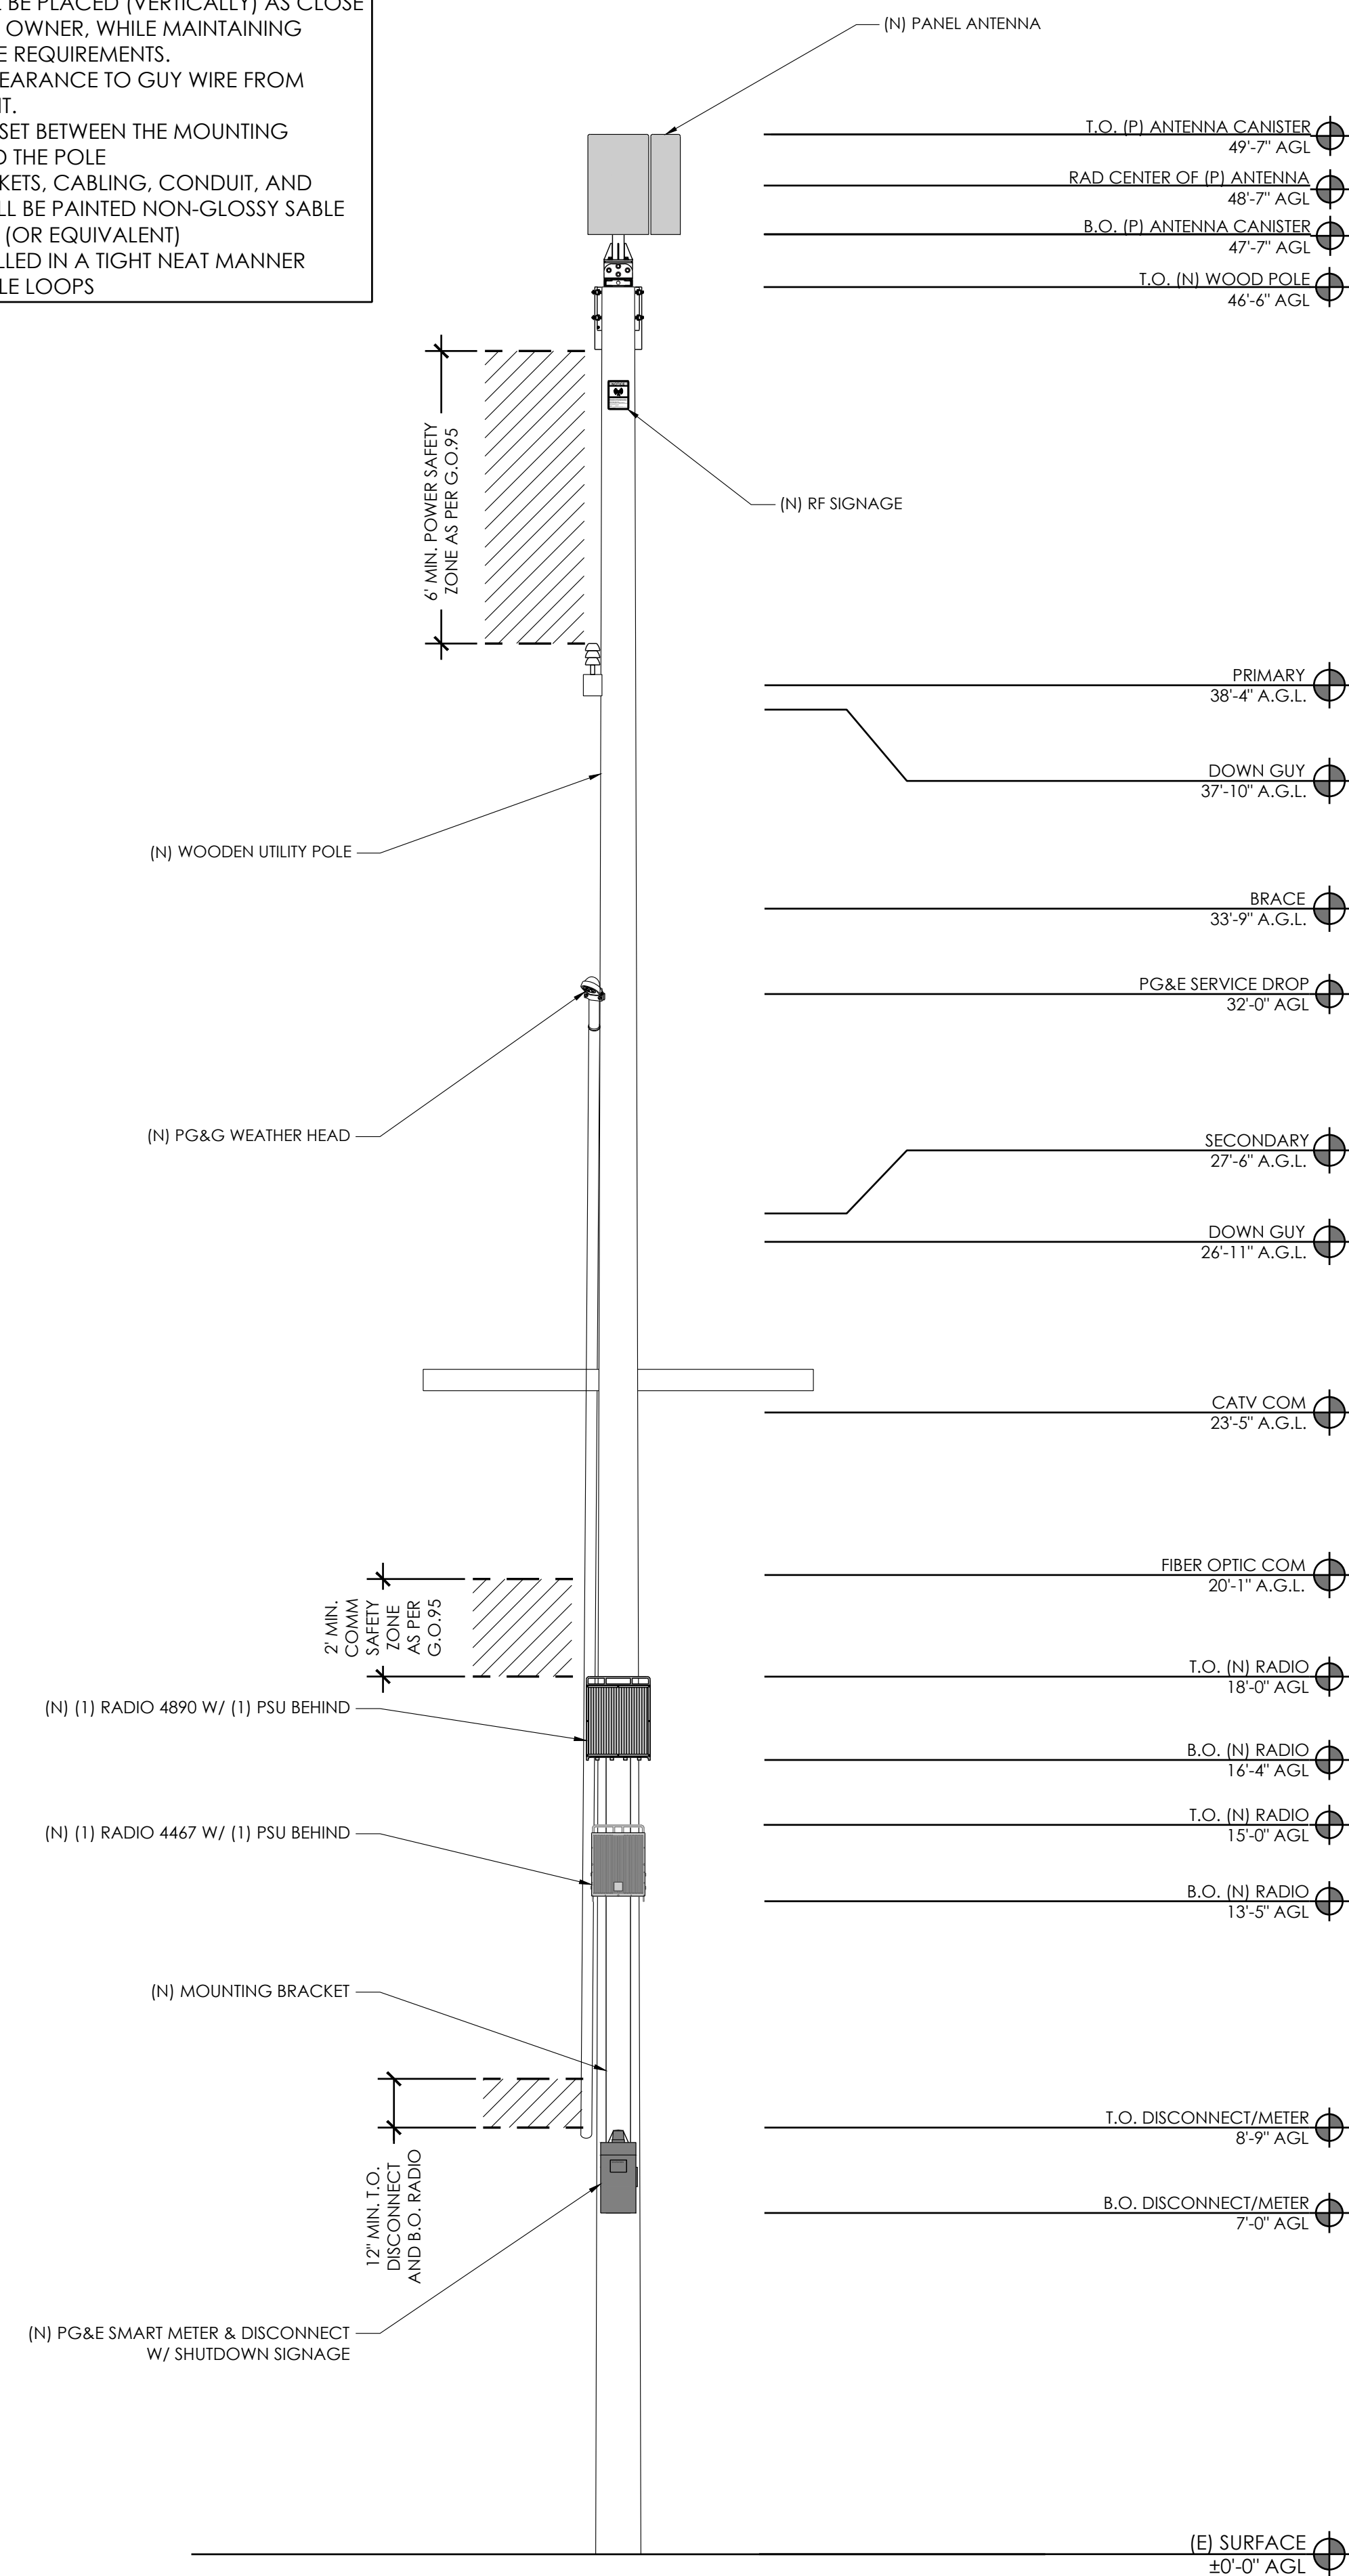 BE PLACED (VERTICALLY) AS CLOSE
OWNER, WHILE MAINTAINING
REQUIREMENTS.
EARANCE TO GUY WIRE FROM
T.
SET BETWEEN THE MOUNTING
THE POLE
KETS, CABLING, CONDUIT, AND
LL BE PAINTED NON-GLOSSY SABLE
(OR EQUIVALENT)
LLED IN A TIGHT NEAT MANNER
LE LOOPS
(N) PANEL ANTENNA
T.O. (P) ANTENNA CANISTER
49'-7" AGL
RAD CENTER OF (P) ANTENNA
48'-7" AGL
B.O. (P) ANTENNA CANISTER
47'-7" AGL
T.O. (N) WOOD POLE
46'-6" AGL
6' MIN. POWER SAFETY
ZONE AS PER G.O.95
(N) RF SIGNAGE
PRIMARY
38'-4" A.G.L.
DOWN GUY
37'-10" A.G.L.
(N) WOODEN UTILITY POLE
BRACE
33'-9" A.G.L.
PG&E SERVICE DROP
32'-0" AGL
(N) PG&G WEATHER HEAD
SECONDARY
27'-6" A.G.L.
DOWN GUY
26'-11" A.G.L.
CATV COM
23'-5" A.G.L.
FIBER OPTIC COM
20'-1" A.G.L.
2' MIN.
COMM
SAFETY
ZONE
AS PER
G.O.95
T.O. (N) RADIO
18'-0" AGL
(N) (1) RADIO 4890 W/ (1) PSU BEHIND
B.O. (N) RADIO
16'-4" AGL
T.O. (N) RADIO
15'-0" AGL
(N) (1) RADIO 4467 W/ (1) PSU BEHIND
B.O. (N) RADIO
13'-5" AGL
(N) MOUNTING BRACKET
T.O. DISCONNECT/METER
8'-9" AGL
12" MIN. T.O.
DISCONNECT
AND B.O. RADIO
B.O. DISCONNECT/METER
7'-0" AGL
(N) PG&E SMART METER & DISCONNECT
W/ SHUTDOWN SIGNAGE
(E) SURFACE
±0'-0" AGL